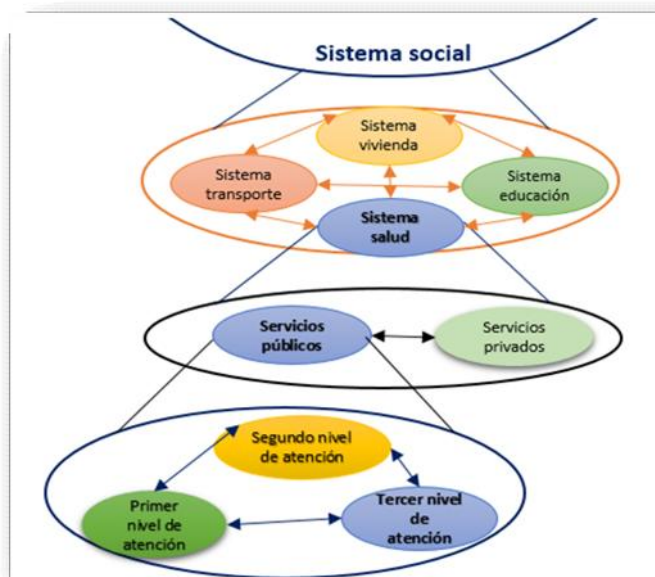 Sistema social
Sistema
vivienda
Sistema
transporte
Sistema
educación
Sistema
salud
Servicios
públicos
Servicios
privados
Segundo nivel
de atención
Primer
nivel de
atención
Tercer nivel
de
atención